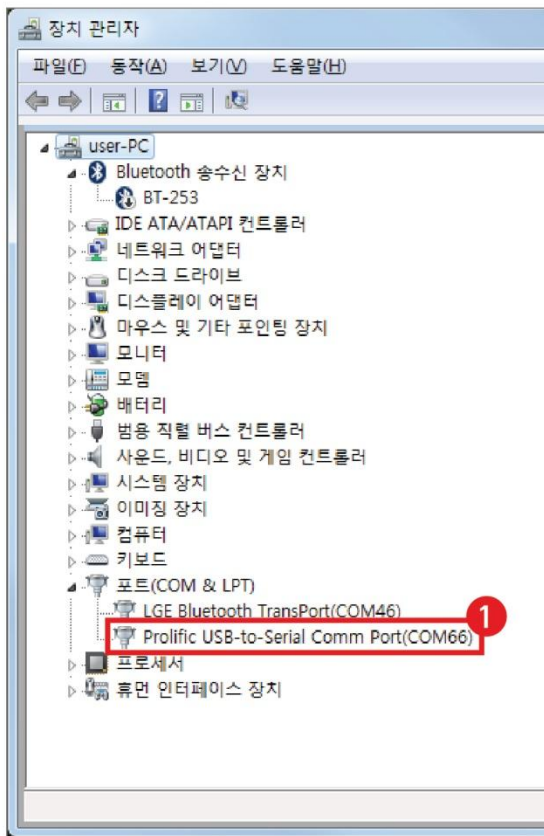 장치 관리자
파일(F) 동작(A) 보기(V) 도움말(H)
user-PC
Bluetooth 송수신 장치
BT-253
IDE ATA/ATAPI 컨트롤러
네트워크 어댑터
디스크 드라이브
디스플레이 어댑터
마우스 및 기타 포인팅 장치
모니터
모뎀
배터리
범용 직렬 버스 컨트롤러
사운드, 비디오 및 게임 컨트롤러
시스템 장치
이미징 장치
컴퓨터
키보드
포트(COM & LPT)
LGE Bluetooth TransPort(COM46)
1
Prolific USB-to-Serial Comm Port(COM66)
프로세서
휴먼 인터페이스 장치